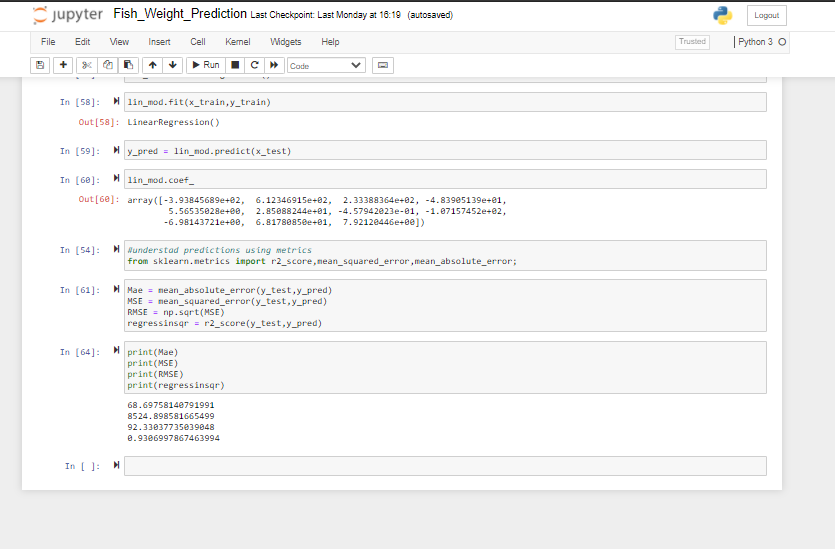 jupyter Fish_Weight_Prediction Last Checkpoint: Last Monday at 16:19 (autosaved)
Logout
File Edit View Insert Cell Kernel Widgets Help
Trusted Python 3
Run Code
In [58]: lin_mod.fit(x_train,y_train)
Out[58]: LinearRegression()
In [59]: y_pred = lin_mod.predict(x_test)
In [60]: lin_mod.coef_
Out[60]: array([-3.93845689e+02, 6.12346915e+02, 2.33388364e+02, -4.83905139e+01,
5.56535028e+00, 2.85088244e+01, -4.57942023e-01, -1.07157452e+02,
-6.98143721e+00, 6.81780850e+01, 7.92120446e+00])
In [54]: #understad predictions using metrics
from sklearn.metrics import r2_score,mean_squared_error,mean_absolute_error;
In [61]: Mae = mean_absolute_error(y_test,y_pred)
MSE = mean_squared_error(y_test,y_pred)
RMSE = np.sqrt(MSE)
regressinsqr = r2_score(y_test,y_pred)
In [64]: print(Mae)
print(MSE)
print(RMSE)
print(regressinsqr)
68.69758140791991
8524.898581665499
92.33037735039048
0.9306997867463994
In [ ]: